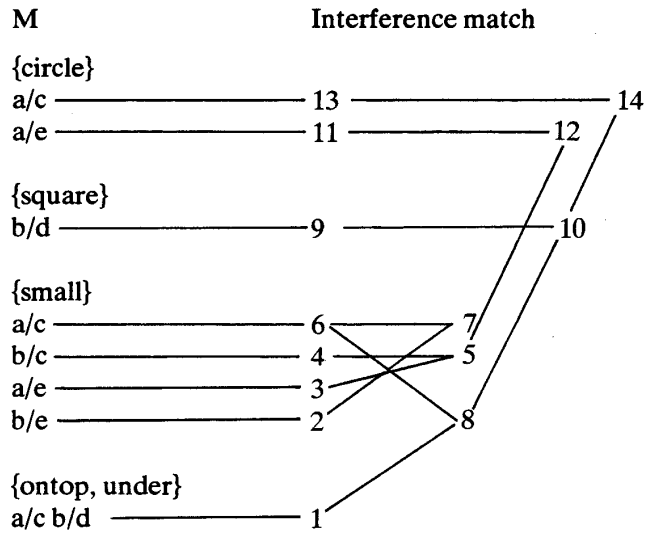 M Interference match
{circle}
a/c 13 14
a/e 11 12
{square}
b/d 9 10
{small}
a/c 6 7
b/c 4 5
a/e 3
b/e 2 8
{ontop, under}
a/c b/d 1